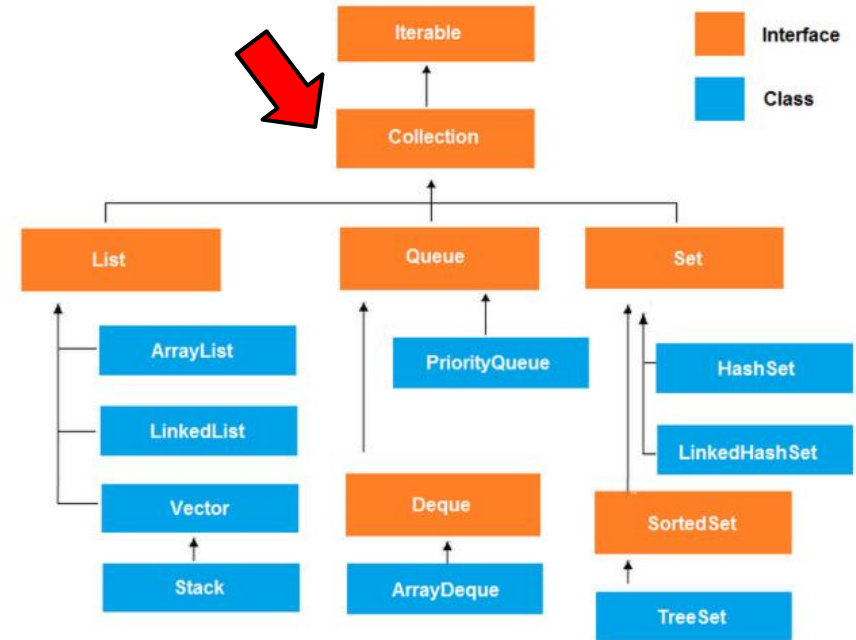 Iterable
Interface
Class
Collection
List
Queue
Set
ArrayList
PriorityQueue
HashSet
LinkedList
LinkedHashSet
Vector
Deque
SortedSet
Stack
ArrayDeque
TreeSet